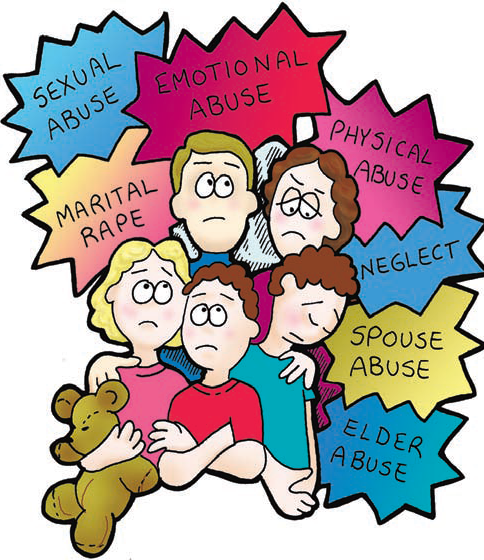 SEXUAL
ABUSE
EMOTIONAL
ABUSE
PHYSICAL
ABUSE
MARITAL
RAPE
NEGLECT
SPOUSE
ABUSE
ELDER
ABUSE